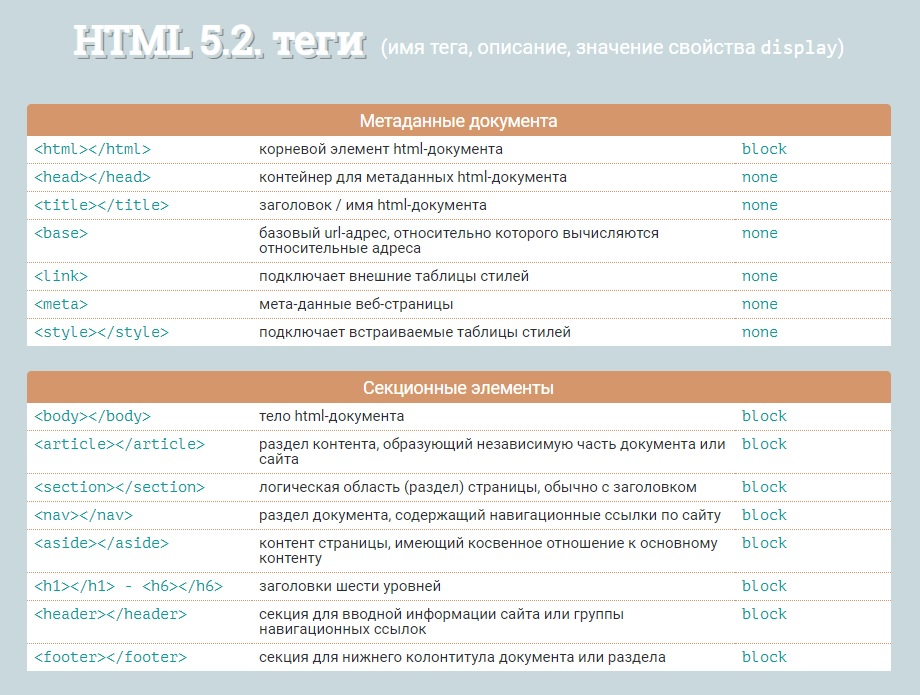 HTML 5.2. теги (имя тега, описание, значение свойства display)
Метаданные документа
<html></html> корневой элемент html-документа block
<head></head> контейнер для метаданных html-документа none
<title></title> заголовок / имя html-документа none
<base> базовый url-адрес, относительно которого вычисляются none
относительные адреса
<link> подключает внешние таблицы стилей none
<meta> мета-данные веб-страницы none
<style></style> подключает встраиваемые таблицы стилей none
Секционные элементы
<body></body> тело html-документа block
<article></article> раздел контента, образующий независимую часть документа или block
сайта
<section></section> логическая область (раздел) страницы, обычно с заголовком block
<nav></nav> раздел документа, содержащий навигационные ссылки по сайту block
<aside></aside> контент страницы, имеющий косвенное отношение к основному block
контенту
<h1></h1> - <h6></h6> заголовки шести уровней block
<header></header> секция для вводной информации сайта или группы block
навигационных ссылок
<footer></footer> секция для нижнего колонтитула документа или раздела block